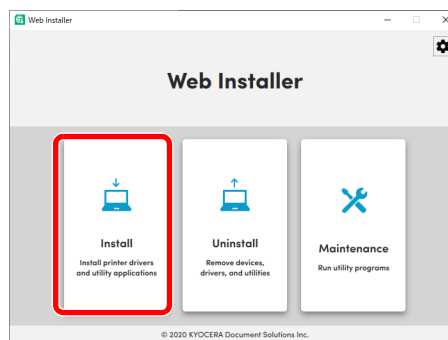 Web Installer
Web Installer
Install
Install printer drivers
and utility applications
Uninstall
Remove devices,
drivers, and utilities
Maintenance
Run utility programs
© 2020 KYOCERA Document Solutions Inc.